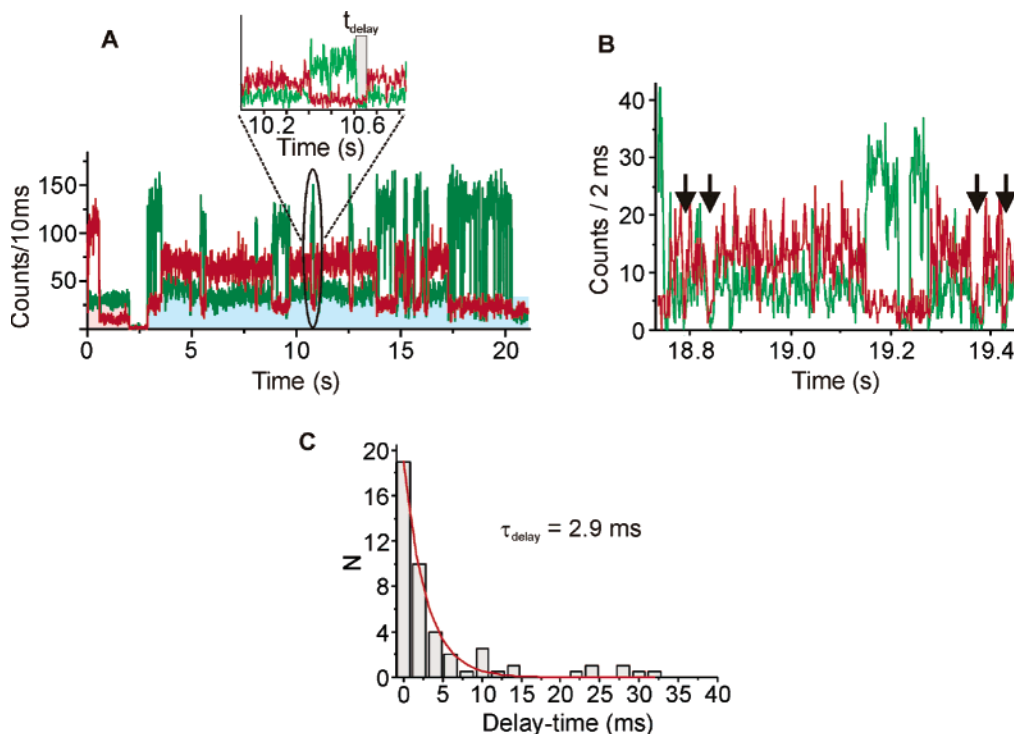 A
t_delay
10.2 10.6
Time (s)
Counts/10ms
150
100
50
0 5 10 15 20
Time (s)
B
Counts / 2 ms
40
30
20
10
0
18.8 19.0 19.2 19.4
Time (s)
C
N
20
16
12
8
4
0
τ_delay = 2.9 ms
0 5 10 15 20 25 30 35 40
Delay-time (ms)